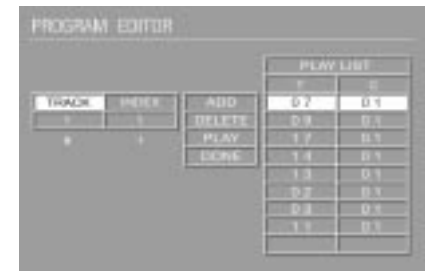 PROGRAM EDITOR
PLAY LIST
T I
TRACK INDEX ADD 07 01
DELETE 09 01
PLAY 17 01
DONE 14 01
13 01
02 01
03 01
11 01